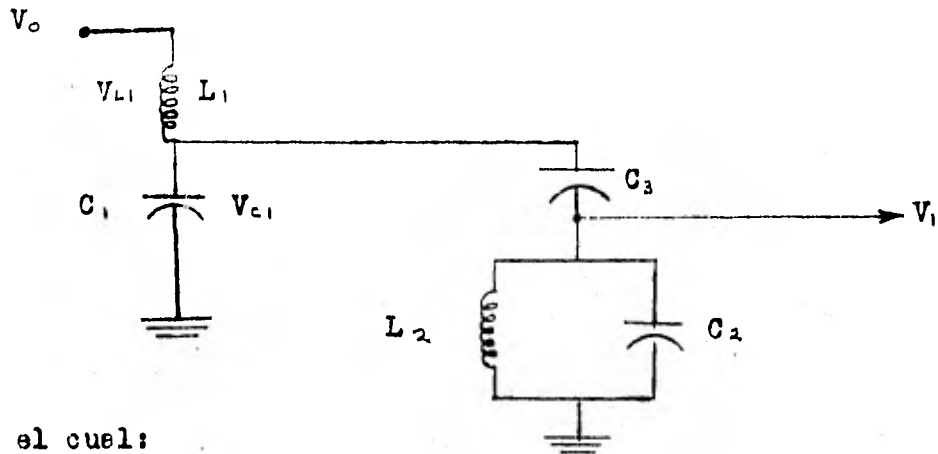 V₀
V_L1 L₁
C₃
C₁ V_c1
V₁
L₂ C₂
el cual: